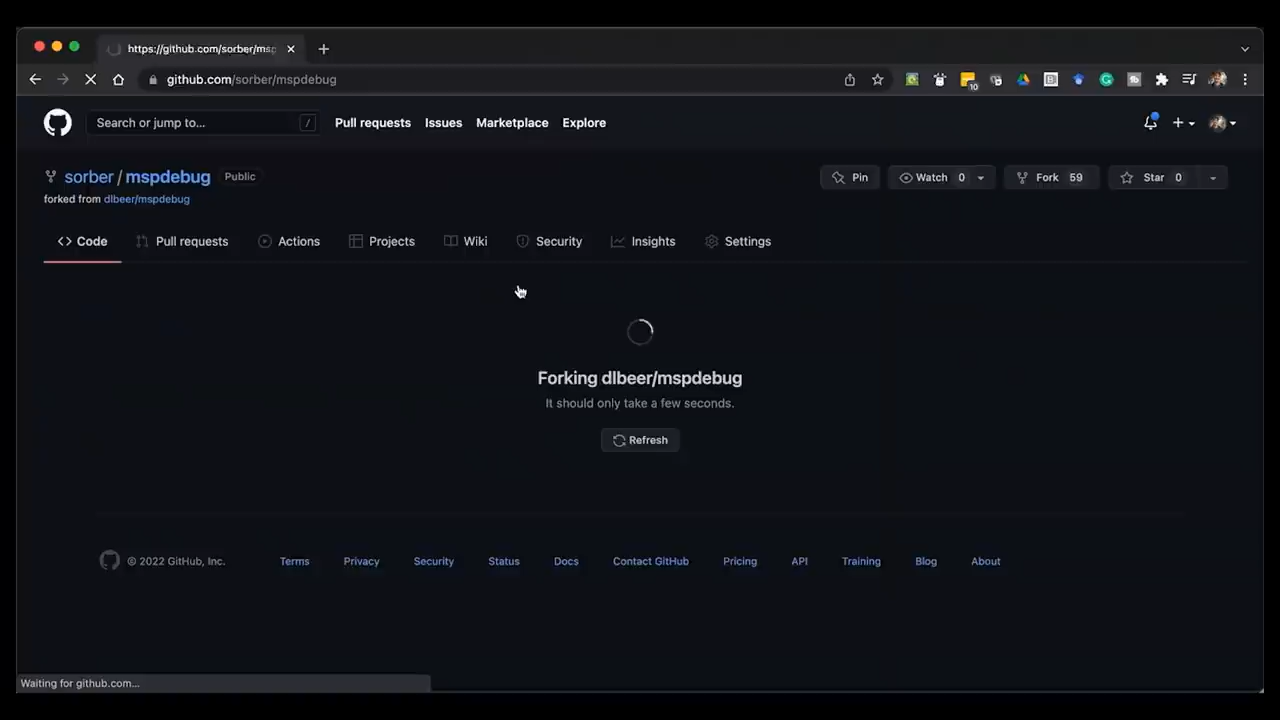 https://github.com/sorber/msp
github.com/sorber/mspdebug
10
Search or jump to... /
Pull requests Issues Marketplace Explore
sorber / mspdebug Public
Pin Watch 0 Fork 59 Star 0
forked from dlbeer/mspdebug
<> Code Pull requests Actions Projects Wiki Security Insights Settings
Forking dlbeer/mspdebug
It should only take a few seconds.
Refresh
© 2022 GitHub, Inc. Terms Privacy Security Status Docs Contact GitHub Pricing API Training Blog About
Waiting for github.com...